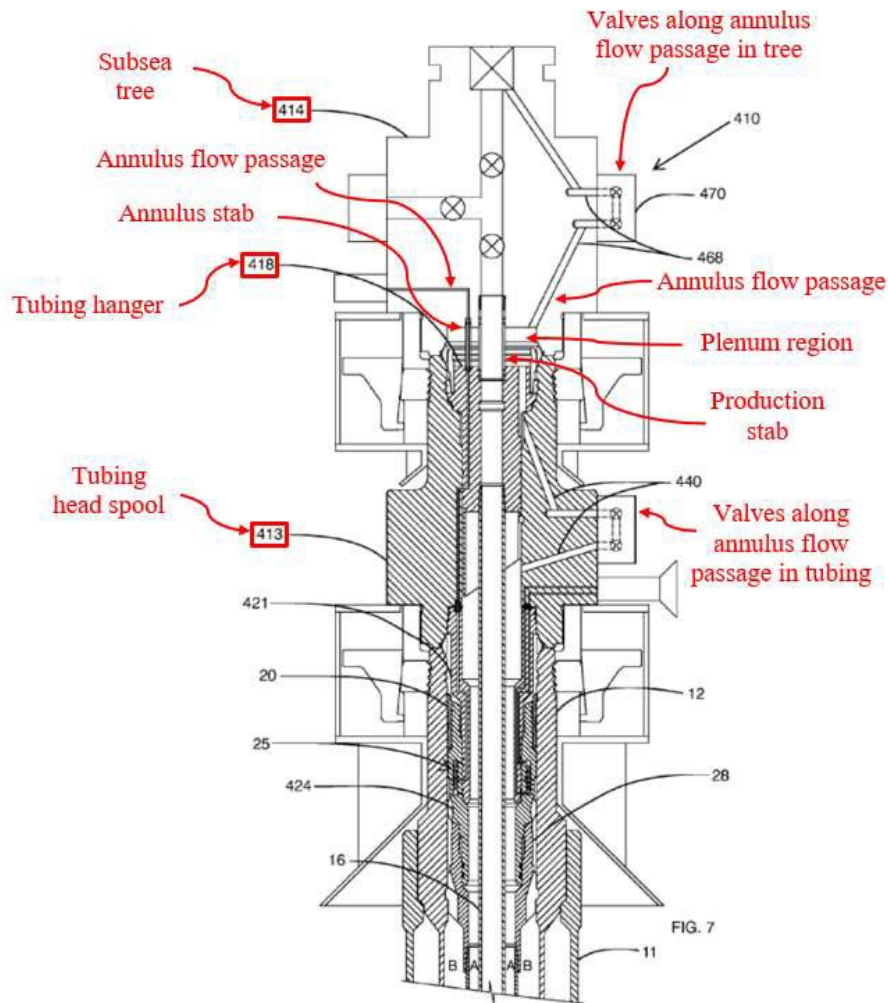 Valves along annulus
flow passage in tree
Subsea
tree
414
410
Annulus flow passage
470
Annulus stab
418
468
Tubing hanger
Annulus flow passage
Plenum region
Production
stab
Tubing
head spool
440
413
Valves along
annulus flow
passage in tubing
421
20
12
25
424
28
16
FIG. 7
11
B A A B